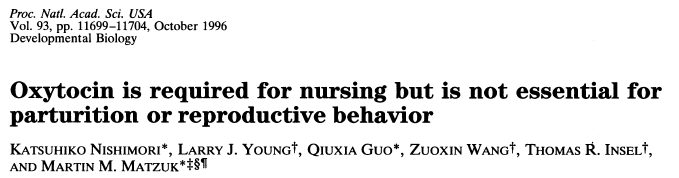 Proc. Natl. Acad. Sci. USA
Vol. 93, pp. 11699–11704, October 1996
Developmental Biology
Oxytocin is required for nursing but is not essential for
parturition or reproductive behavior
KATSUHIKO NISHIMORI*, LARRY J. YOUNG†, QIUXIA GUO*, ZUOXIN WANG†, THOMAS R. INSEL†,
AND MARTIN M. MATZUK*‡§¶